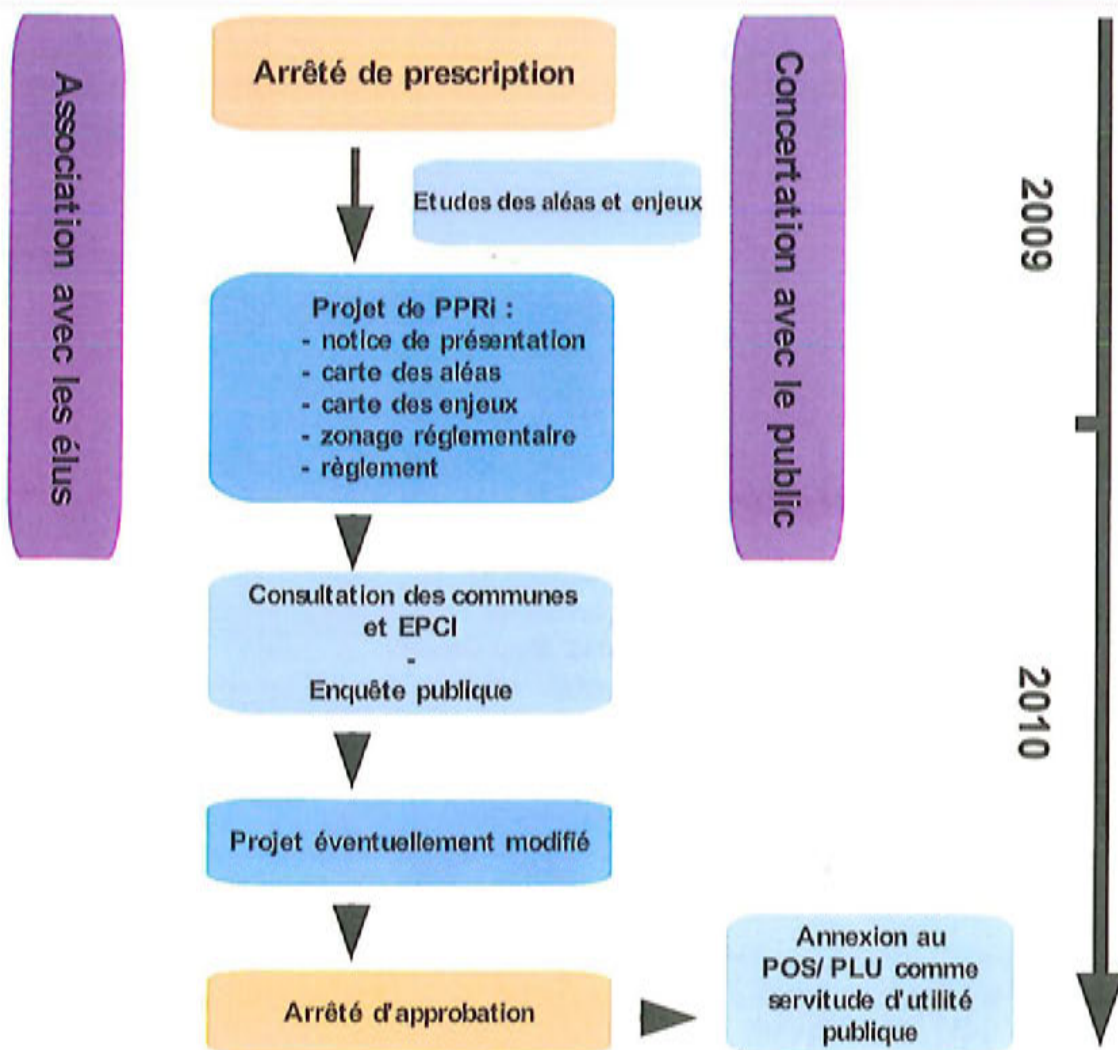 Association avec les élus
Arrêté de prescription
Etudes des aléas et enjeux
Projet de PPRi :
- notice de présentation
- carte des aléas
- carte des enjeux
- zonage réglementaire
- règlement
Consultation des communes
et EPCI
-
Enquête publique
Projet éventuellement modifié
Arrêté d'approbation
Annexion au
POS/ PLU comme
servitude d'utilité
publique
Concertation avec le public
2009
2010